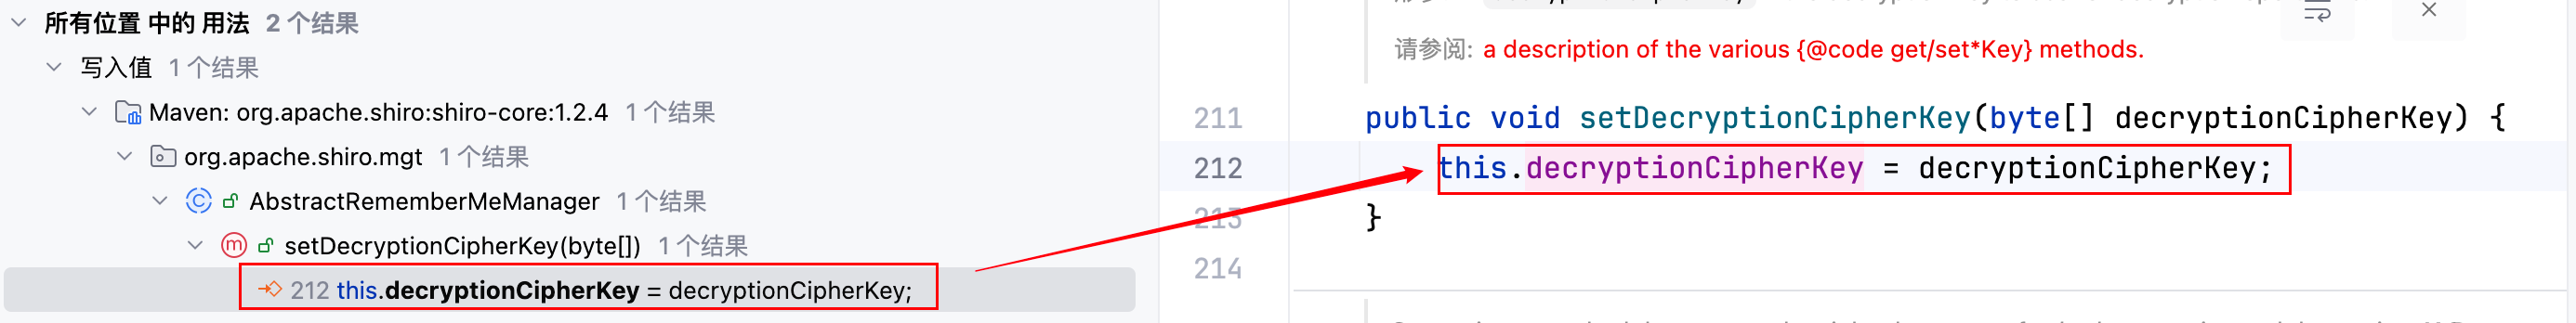 所有位置 中的 用法 2 个结果
写入值 1 个结果
Maven: org.apache.shiro:shiro-core:1.2.4 1 个结果
org.apache.shiro.mgt 1 个结果
AbstractRememberMeManager 1 个结果
setDecryptionCipherKey(byte[]) 1 个结果
212 this.decryptionCipherKey = decryptionCipherKey;
请参阅: a description of the various {@code get/set*Key} methods.
211 public void setDecryptionCipherKey(byte[] decryptionCipherKey) {
212 this.decryptionCipherKey = decryptionCipherKey;
213 }
214